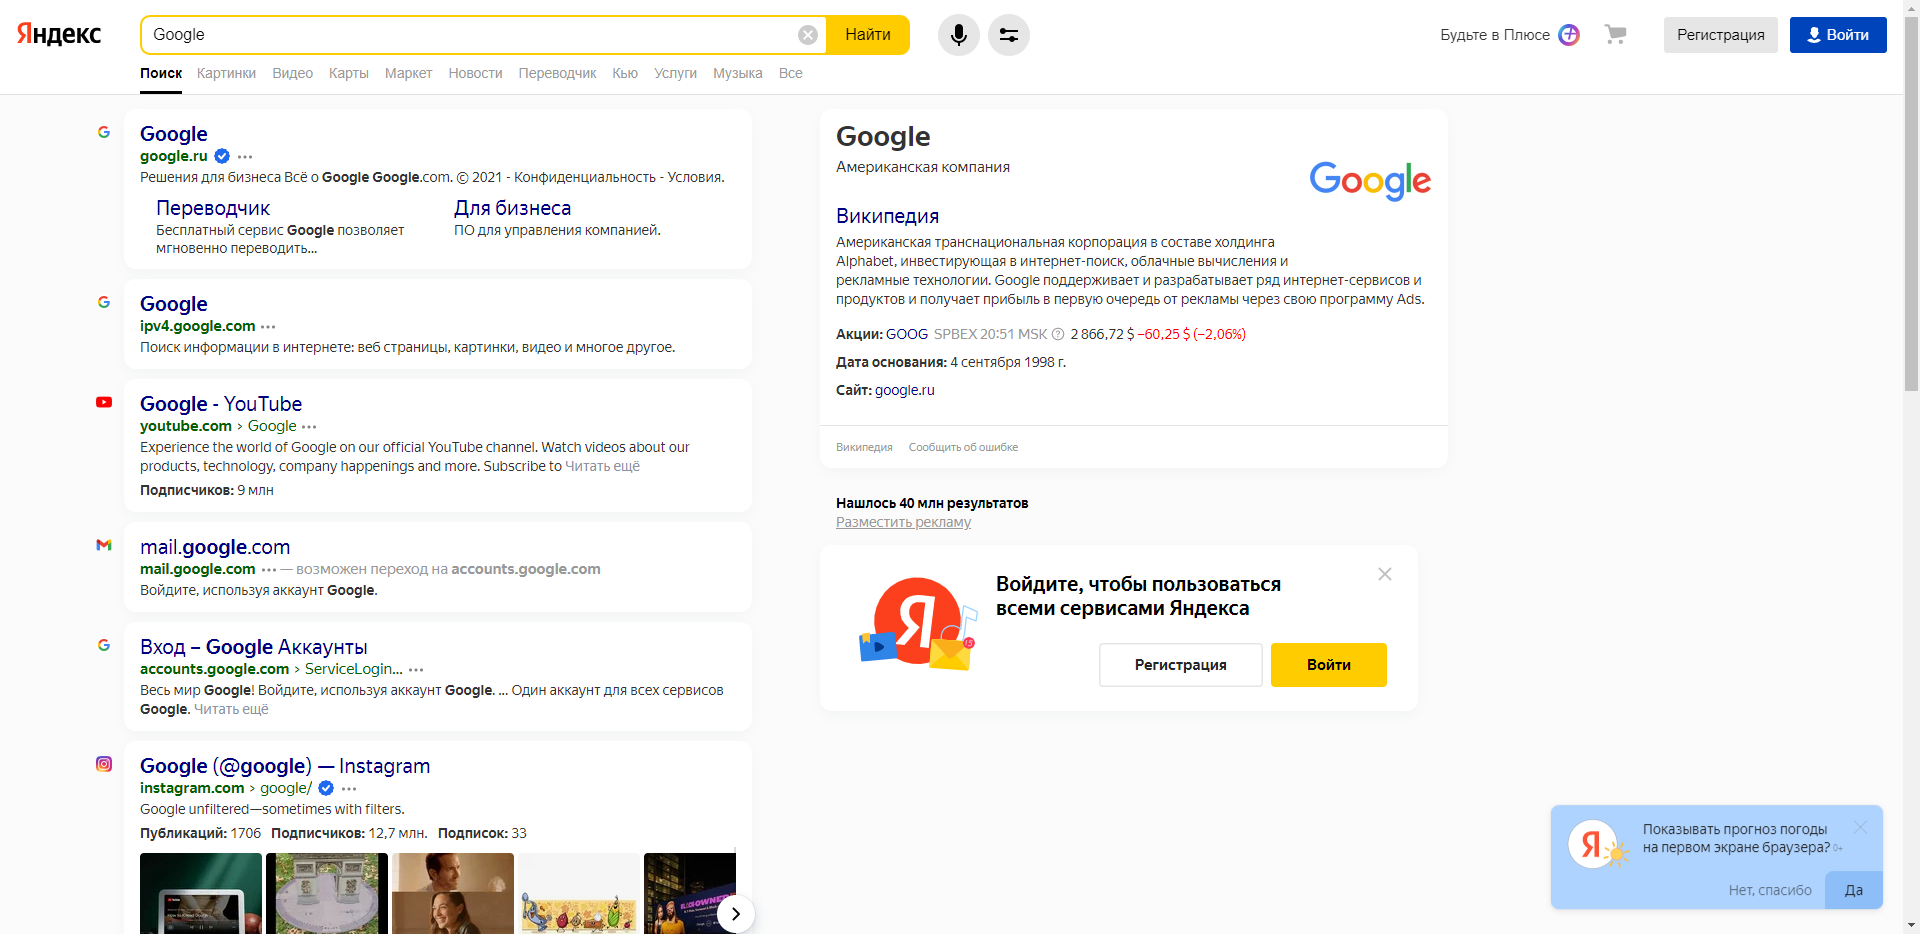 Яндекс
Google
Найти
Будьте в Плюсе
Регистрация
Войти
Поиск Картинки Видео Карты Маркет Новости Переводчик Кью Услуги Музыка Все
Google
google.ru
Решения для бизнеса Всё о Google Google.com. © 2021 - Конфиденциальность - Условия.
Переводчик
Бесплатный сервис Google позволяет
мгновенно переводить...
Для бизнеса
ПО для управления компанией.
Google
ipv4.google.com
Поиск информации в интернете: веб страницы, картинки, видео и многое другое.
Google - YouTube
youtube.com › Google
Experience the world of Google on our official YouTube channel. Watch videos about our
products, technology, company happenings and more. Subscribe to Читать ещё
Подписчиков: 9 млн
mail.google.com
mail.google.com — возможен переход на accounts.google.com
Войдите, используя аккаунт Google.
Вход – Google Аккаунты
accounts.google.com › ServiceLogin...
Весь мир Google! Войдите, используя аккаунт Google. ... Один аккаунт для всех сервисов
Google. Читать ещё
Google (@google) — Instagram
instagram.com › google/
Google unfiltered—sometimes with filters.
Публикаций: 1706 Подписчиков: 12,7 млн. Подписок: 33
Google
Американская компания
Google
Википедия
Американская транснациональная корпорация в составе холдинга
Alphabet, инвестирующая в интернет-поиск, облачные вычисления и
рекламные технологии. Google поддерживает и разрабатывает ряд интернет-сервисов и
продуктов и получает прибыль в первую очередь от рекламы через свою программу Ads.
Акции: GOOG SPBEX 20:51 MSK 2 866,72 $ −60,25 $ (−2,06%)
Дата основания: 4 сентября 1998 г.
Сайт: google.ru
Википедия Сообщить об ошибке
Нашлось 40 млн результатов
Разместить рекламу
Я
Войдите, чтобы пользоваться
всеми сервисами Яндекса
Регистрация
Войти
Я
Показывать прогноз погоды
на первом экране браузера? 0+
Нет, спасибо
Да